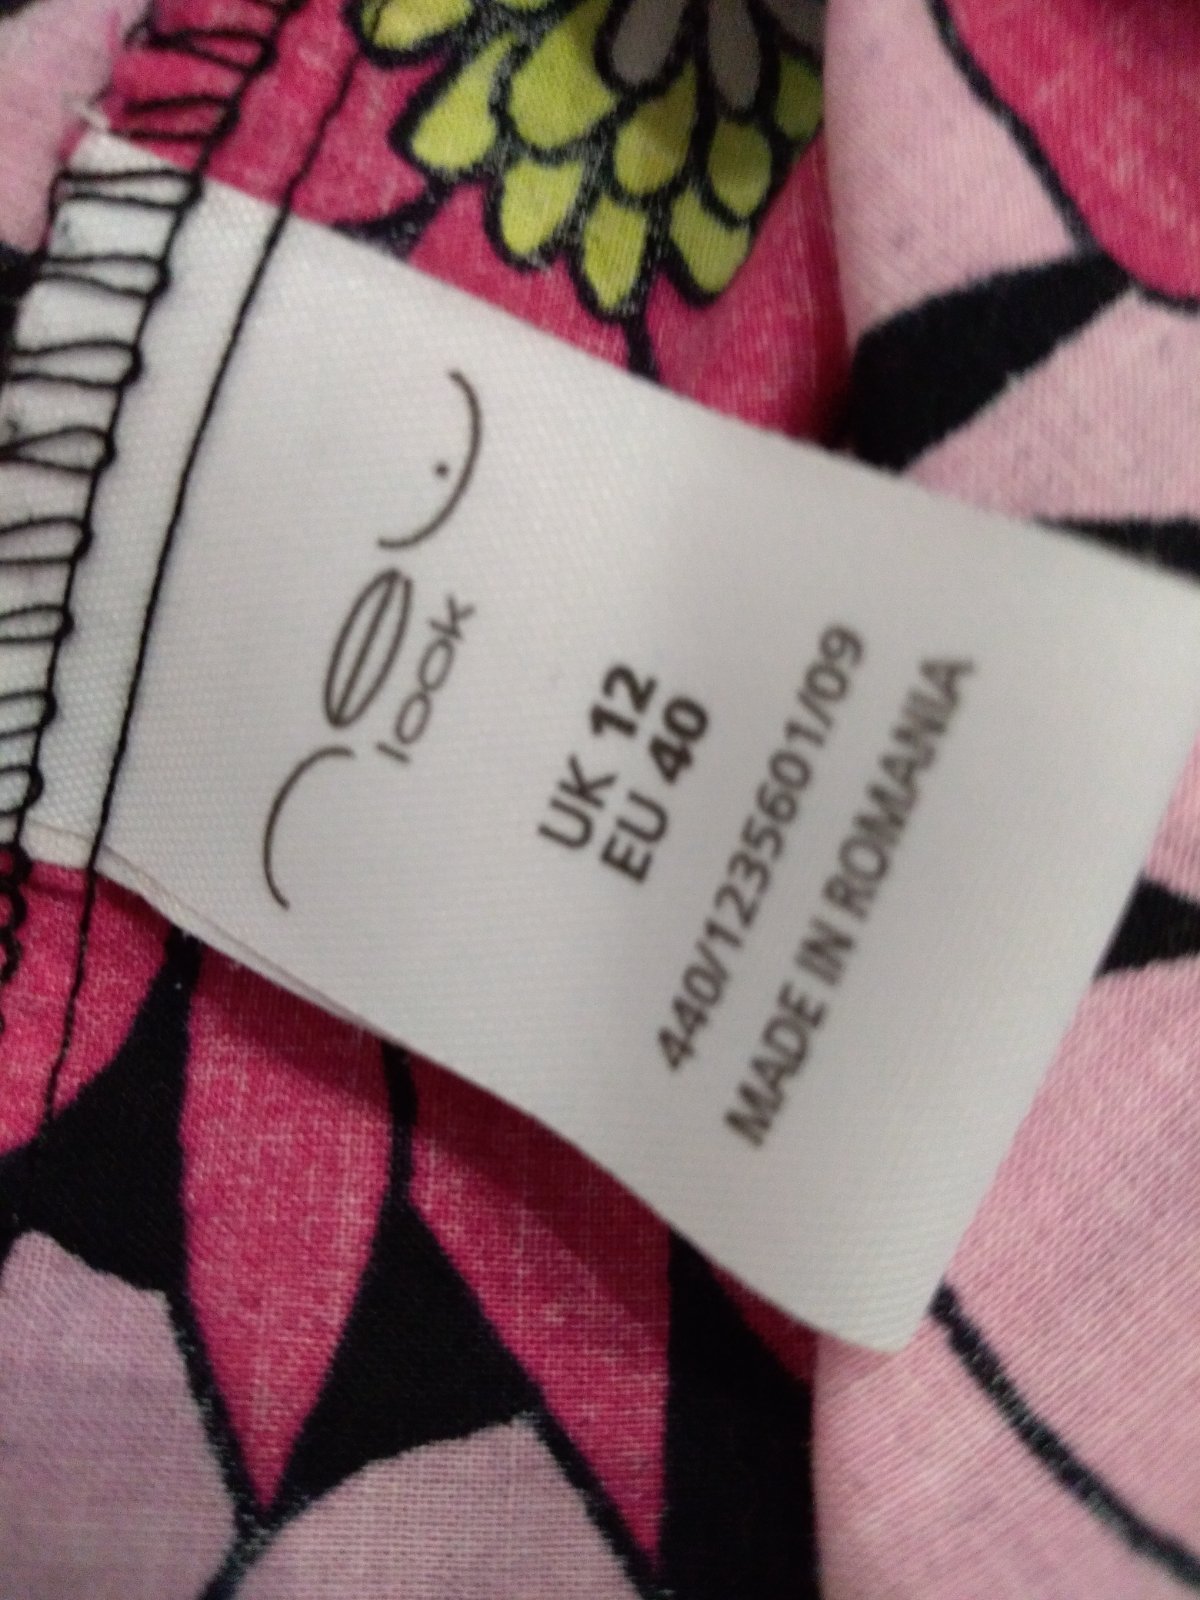 look
UK 12
EU 40
440/1235601/09
MADE IN ROMANIA